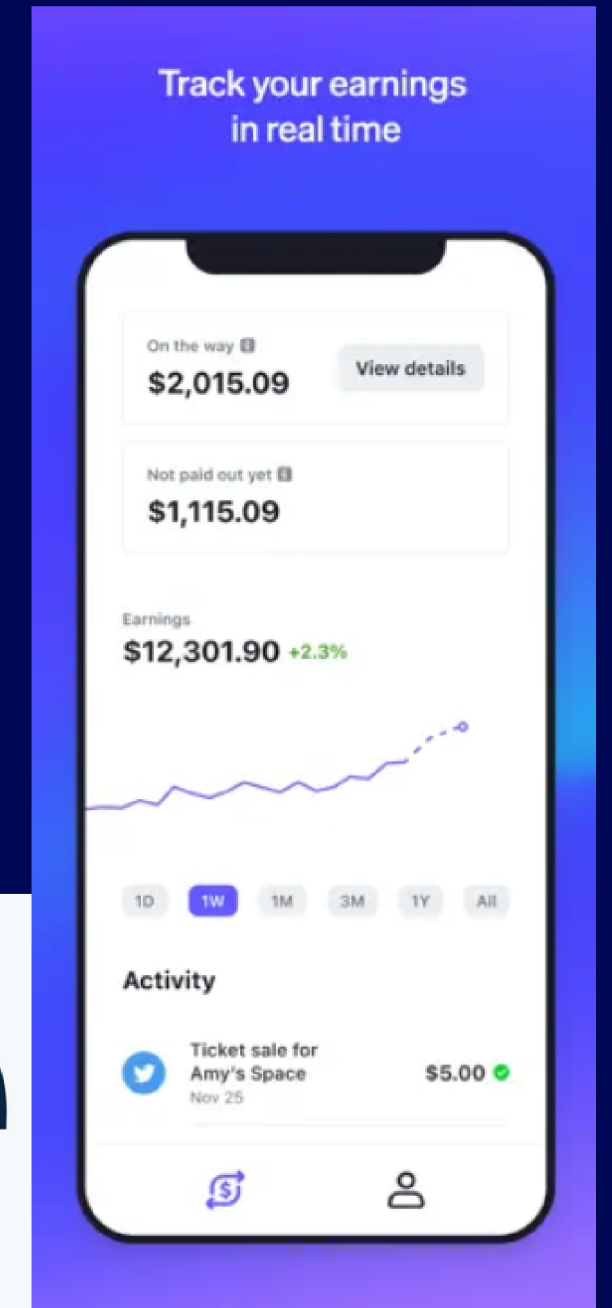 Track your earnings
in real time
On the way
$2,015.09
View details
Not paid out yet
$1,115.09
Earnings
$12,301.90 +2.3%
1D 1W 1M 3M 1Y All
Activity
Ticket sale for
Amy's Space
$5.00
Nov 25
$